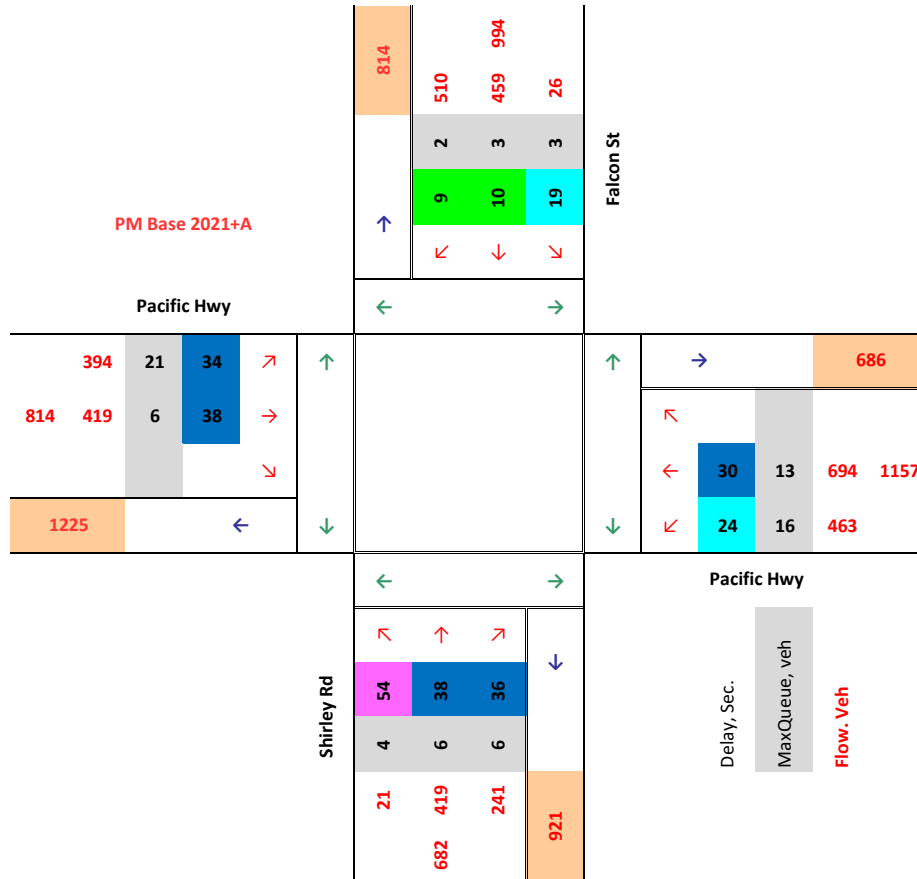 814
510
459 994
26
2
3
3
9
10
19
Falcon St
PM Base 2021+A
Pacific Hwy
394 21 34
814 419 6 38
1225
686
30 13 694 1157
24 16 463
Pacific Hwy
Shirley Rd
54
38
36
4
6
6
21
419
241
682
921
Delay, Sec.
MaxQueue, veh
Flow. Veh